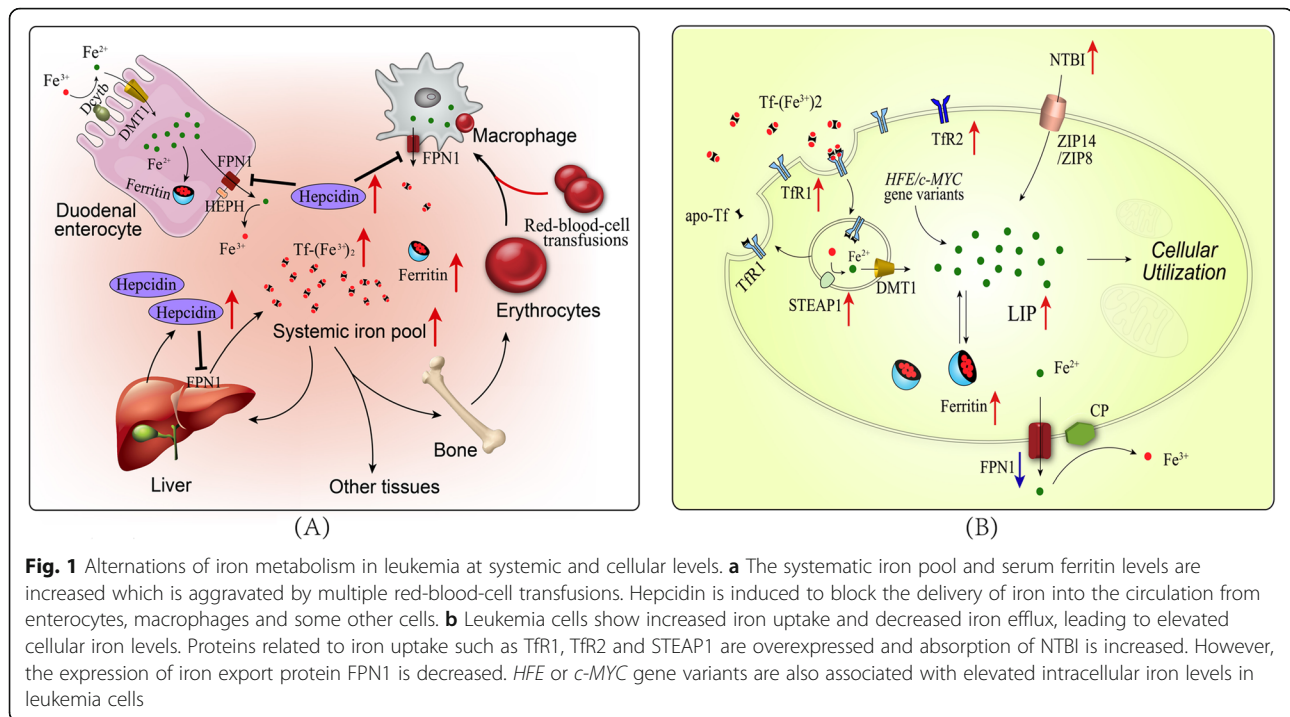 Fe²⁺
Fe³⁺
Dcytb
DMT1
Fe²⁺
FPN1
Ferritin
HEPH
Duodenal
enterocyte
Fe³⁺
Macrophage
FPN1
Hepcidin
Red-blood-cell
transfusions
Tf-(Fe³⁺)₂
Ferritin
Erythrocytes
Hepcidin
Hepcidin
Systemic iron pool
FPN1
Bone
Liver
Other tissues
(A)
NTBI
Tf-(Fe³⁺)2
TfR2
ZIP14
/ZIP8
TfR1
HFE/c-MYC
gene variants
apo-Tf
TfR1
Fe²⁺
DMT1
STEAP1
Cellular
Utilization
LIP
Fe²⁺
Ferritin
CP
FPN1
Fe³⁺
(B)
Fig. 1 Alternations of iron metabolism in leukemia at systemic and cellular levels. a The systematic iron pool and serum ferritin levels are
increased which is aggravated by multiple red-blood-cell transfusions. Hepcidin is induced to block the delivery of iron into the circulation from
enterocytes, macrophages and some other cells. b Leukemia cells show increased iron uptake and decreased iron efflux, leading to elevated
cellular iron levels. Proteins related to iron uptake such as TfR1, TfR2 and STEAP1 are overexpressed and absorption of NTBI is increased. However,
the expression of iron export protein FPN1 is decreased. HFE or c-MYC gene variants are also associated with elevated intracellular iron levels in
leukemia cells